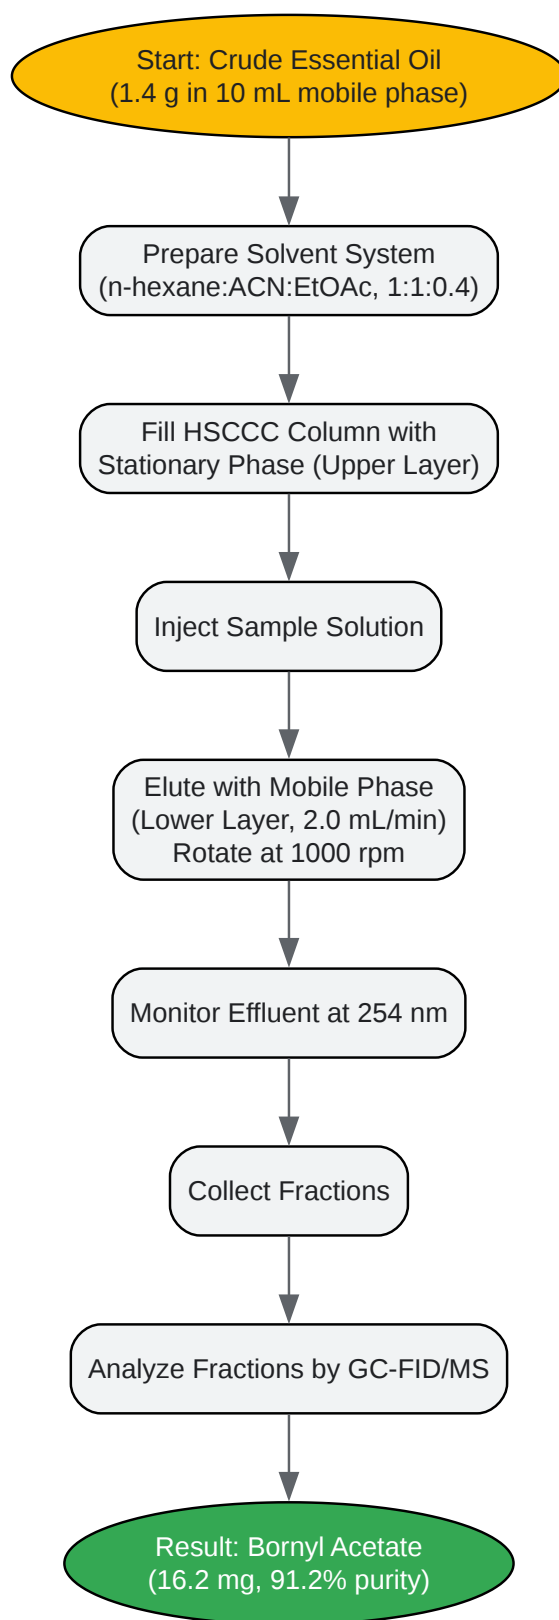 Start: Crude Essential Oil
(1.4 g in 10 mL mobile phase)
Prepare Solvent System
(n-hexane:ACN:EtOAc, 1:1:0.4)
Fill HSCCC Column with
Stationary Phase (Upper Layer)
Inject Sample Solution
Elute with Mobile Phase
(Lower Layer, 2.0 mL/min)
Rotate at 1000 rpm
Monitor Effluent at 254 nm
Collect Fractions
Analyze Fractions by GC-FID/MS
Result: Bornyl Acetate
(16.2 mg, 91.2% purity)